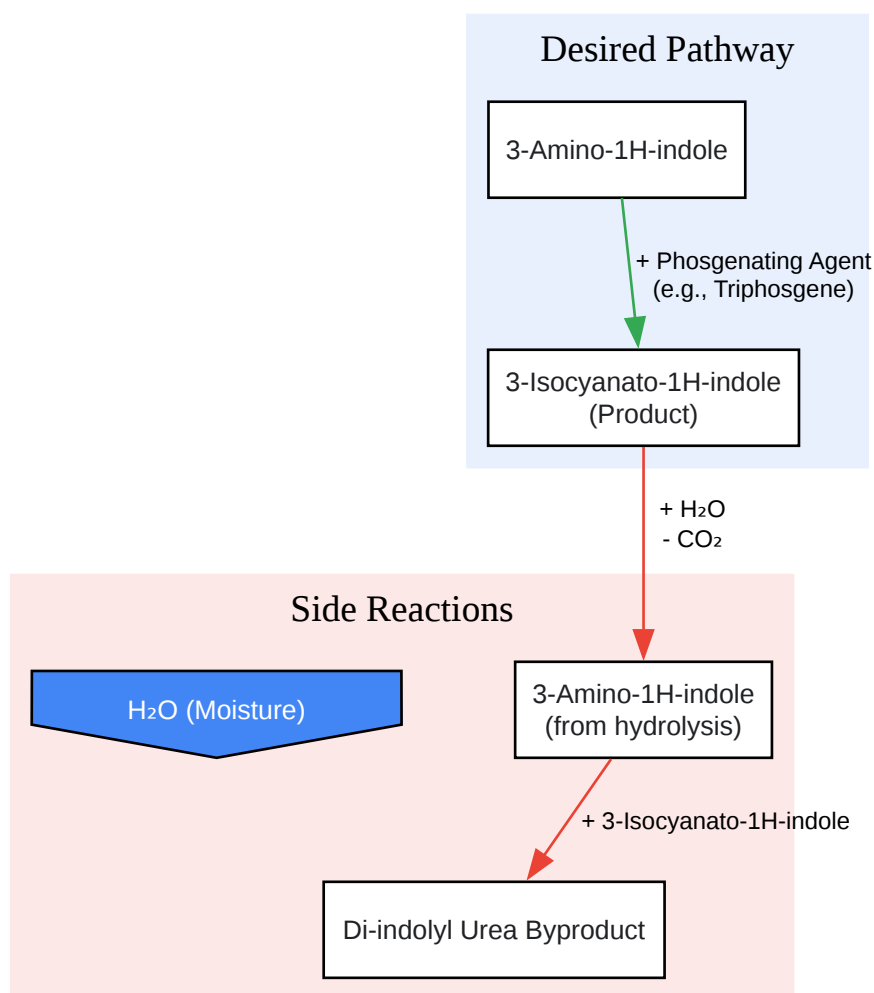 Desired Pathway
3-Amino-1H-indole
+ Phosgenating Agent
(e.g., Triphosgene)
3-Isocyanato-1H-indole
(Product)
+ H₂O
- CO₂
Side Reactions
H₂O (Moisture)
3-Amino-1H-indole
(from hydrolysis)
+ 3-Isocyanato-1H-indole
Di-indolyl Urea Byproduct